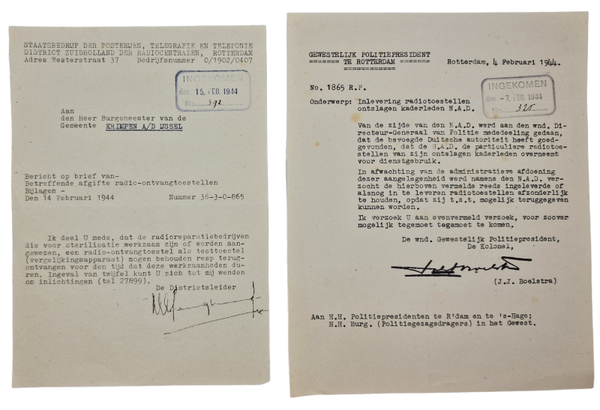 STAATSBEDRIJF DER POSTERIJEN, TELEGRAFIE EN TELEFONIE
DISTRICT ZUIDHOLLAND DER RADIOCENTRALEN, ROTTERDAM
Adres Westerstraat 37 Bedrijfsnummer 0/1902/0407
INGEKOMEN
15 FEB. 1944
No. 392
Aan
den Heer Burgemeester van de
Gemeente KRIMPEN A/D IJSSEL
Bericht op brief van-
Betreffende afgifte radio-ontvangtoestellen
Bijlagen -
Den 14 Februari 1944 Nummer 36-3-0-865
Ik deel U mede, dat de radioreparatiebedrijven
die voor sterilisatie werkzaam zijn of worden aan-
gewezen, een radio-ontvangtoestel als testtoestel
(vergelijkingsapparaat) mogen behouden resp terug-
ontvangen voor den tijd dat deze werkzaamheden du-
ren. Ingeval van twijfel kunt U zich tot mij wenden
om inlichtingen (tel 27899).
De Districtsleider
GEWESTELIJK POLITIEPRESIDENT
TE ROTTERDAM
Rotterdam, 4 Februari 1944.
No. 1865 R.P.
INGEKOMEN
-7 FEB. 1944
No. 325
Onderwerp: Inlevering radiotoestellen
ontslagen kaderleden N.A.D.
Van de zijde van den N.A.D. werd aan den wnd. Di-
recteur-Generaal van Politie mededeeling gedaan,
dat de bevoegde Duitsche autoriteit heeft goed-
gevonden, dat de N.A.D. de particuliere radiotoe-
stellen van zijn ontslagen kaderleden overneemt
voor dienstgebruik.
In afwachting van de administratieve afdoening
dezer aangelegenheid werd namens den N.A.D. ver-
zocht de hierboven vermelde reeds ingeleverde of
alsnog in te leveren radiotoestellen afzonderlijk
te houden, opdat zij t.z.t. mogelijk teruggegeven
kunnen worden.
Ik verzoek U aan evenvermeld verzoek, voor zoover
mogelijk tegemoet te komen.
De wnd. Gewestelijk Politiepresident,
De Kolonel,
(J.J. Boelstra)
Aan H.H. Politiepresidenten te R'dam en te 's-Hage;
H.H. Burg. (Politiegezagsdragers) in het Gewest.